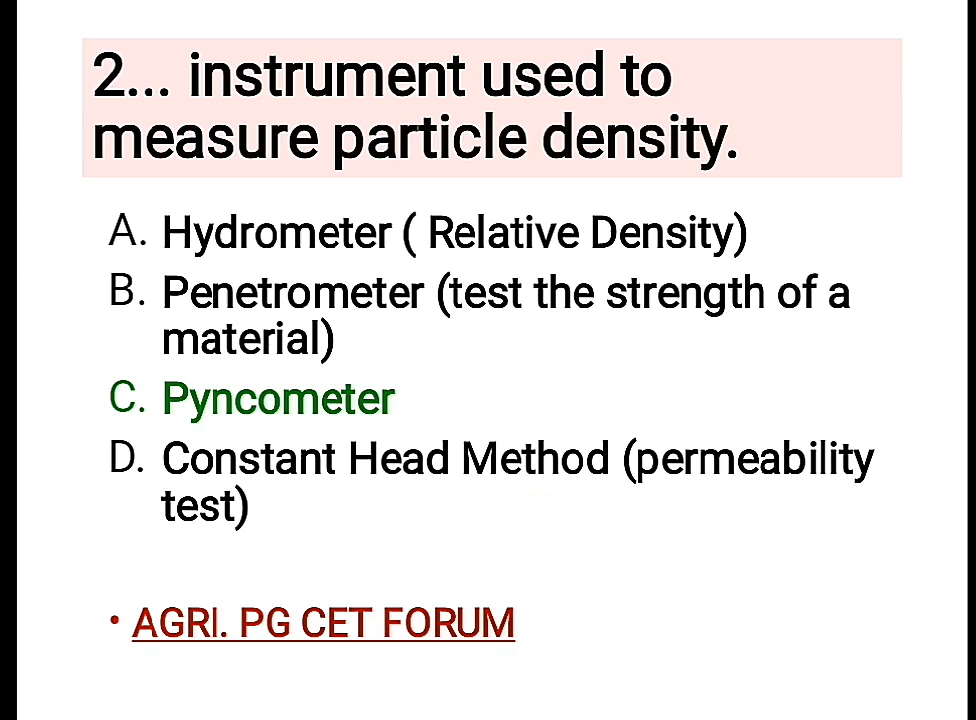 2... instrument used to
measure particle density.
A. Hydrometer ( Relative Density)
B. Penetrometer (test the strength of a
material)
C. Pyncometer
D. Constant Head Method (permeability
test)
• AGRI. PG CET FORUM